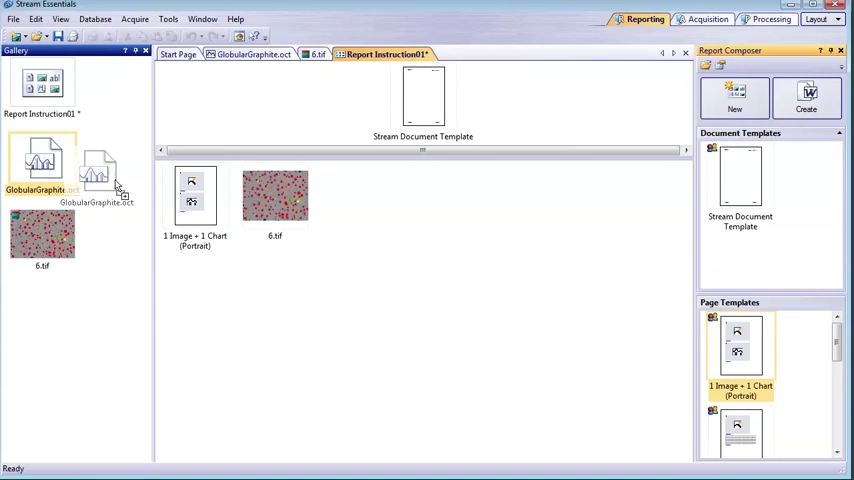 Stream Essentials
File Edit View Database Acquire Tools Window Help
Reporting Acquisition Processing Layout
Gallery
Start Page GlobularGraphite.oct 6.tif Report Instruction01*
Report Composer
Report Instruction01 *
GlobularGraphite.oct
GlobularGraphite.oct
6.tif
Stream Document Template
1 Image + 1 Chart
(Portrait)
6.tif
New Create
Document Templates
Stream Document
Template
Page Templates
1 Image + 1 Chart
(Portrait)
Ready